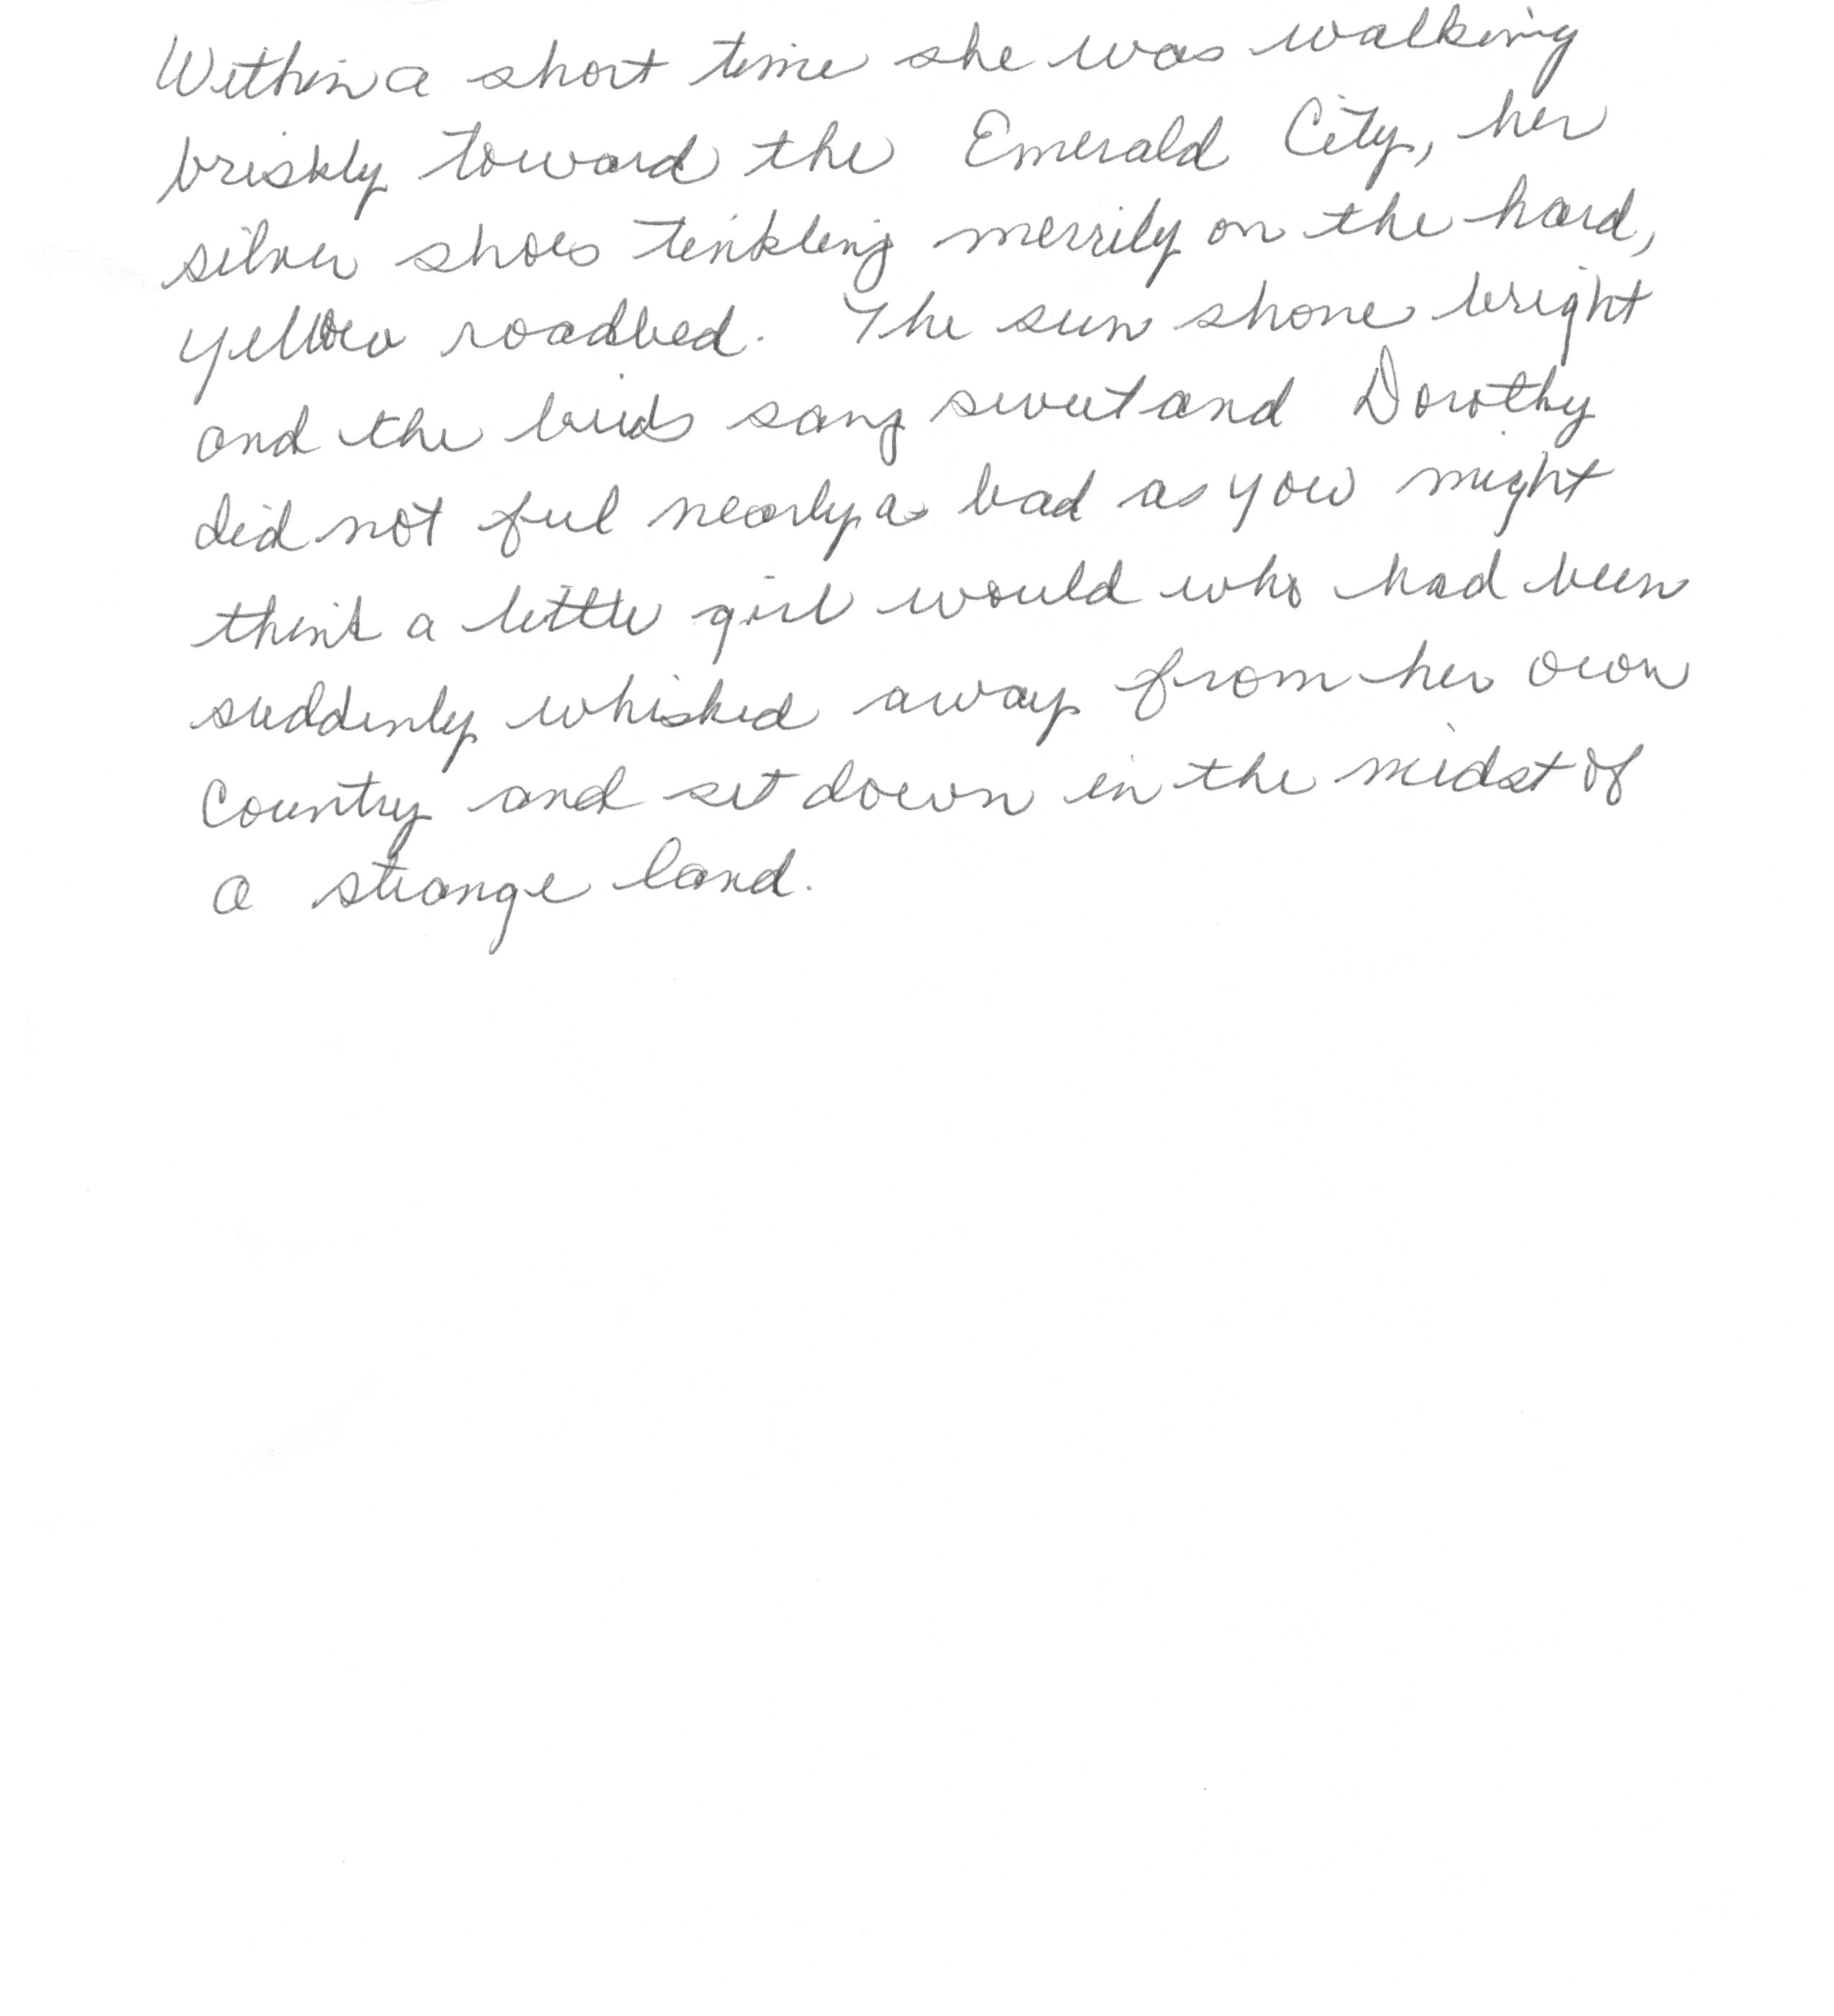 Within a short time she was walking
briskly toward the Emerald City, her
silver shoes tinkling merrily on the hard,
yellow roadbed. The sun shone bright
and the birds sang sweet and Dorothy
did not feel nearly as bad as you might
think a little girl would who had been
suddenly whisked away from her own
country and set down in the midst of
a strange land.